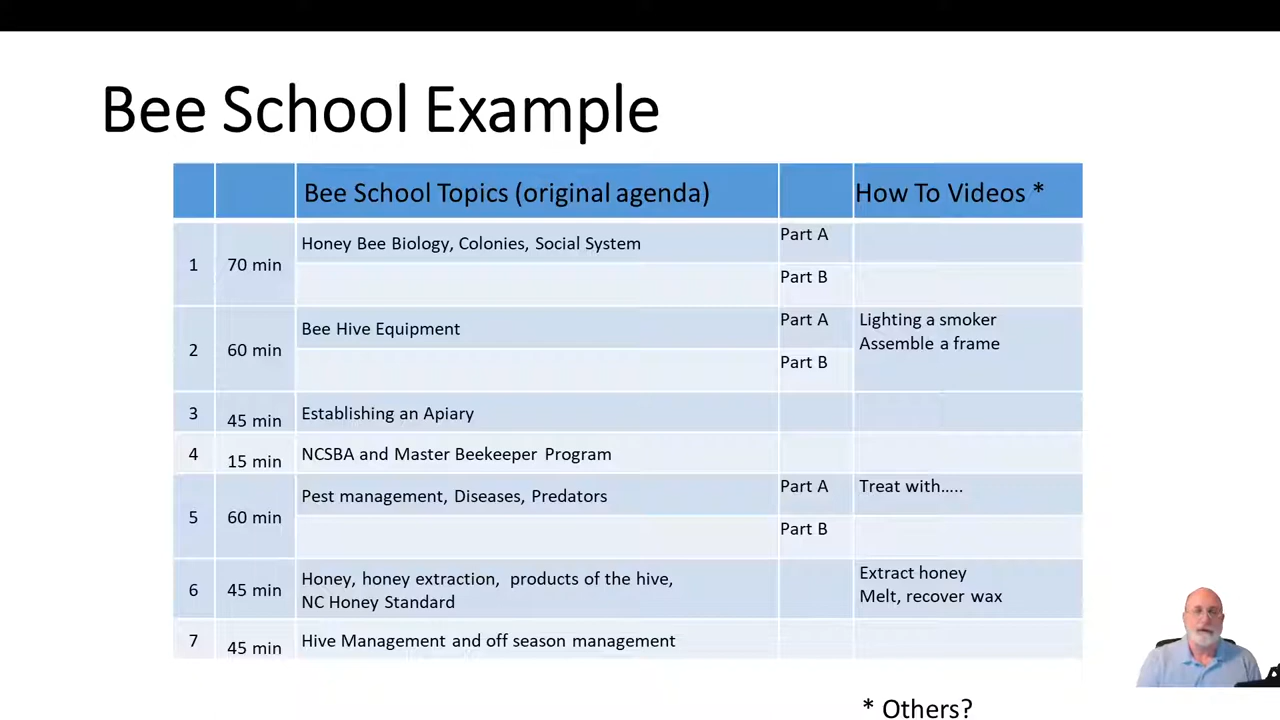 Bee School Example
Bee School Topics (original agenda)
How To Videos *
1
70 min
Honey Bee Biology, Colonies, Social System
Part A
Part B
2
60 min
Bee Hive Equipment
Part A
Part B
Lighting a smoker
Assemble a frame
3
45 min
Establishing an Apiary
4
15 min
NCSBA and Master Beekeeper Program
5
60 min
Pest management, Diseases, Predators
Part A
Treat with…..
Part B
6
45 min
Honey, honey extraction, products of the hive,
NC Honey Standard
Extract honey
Melt, recover wax
7
45 min
Hive Management and off season management
* Others?